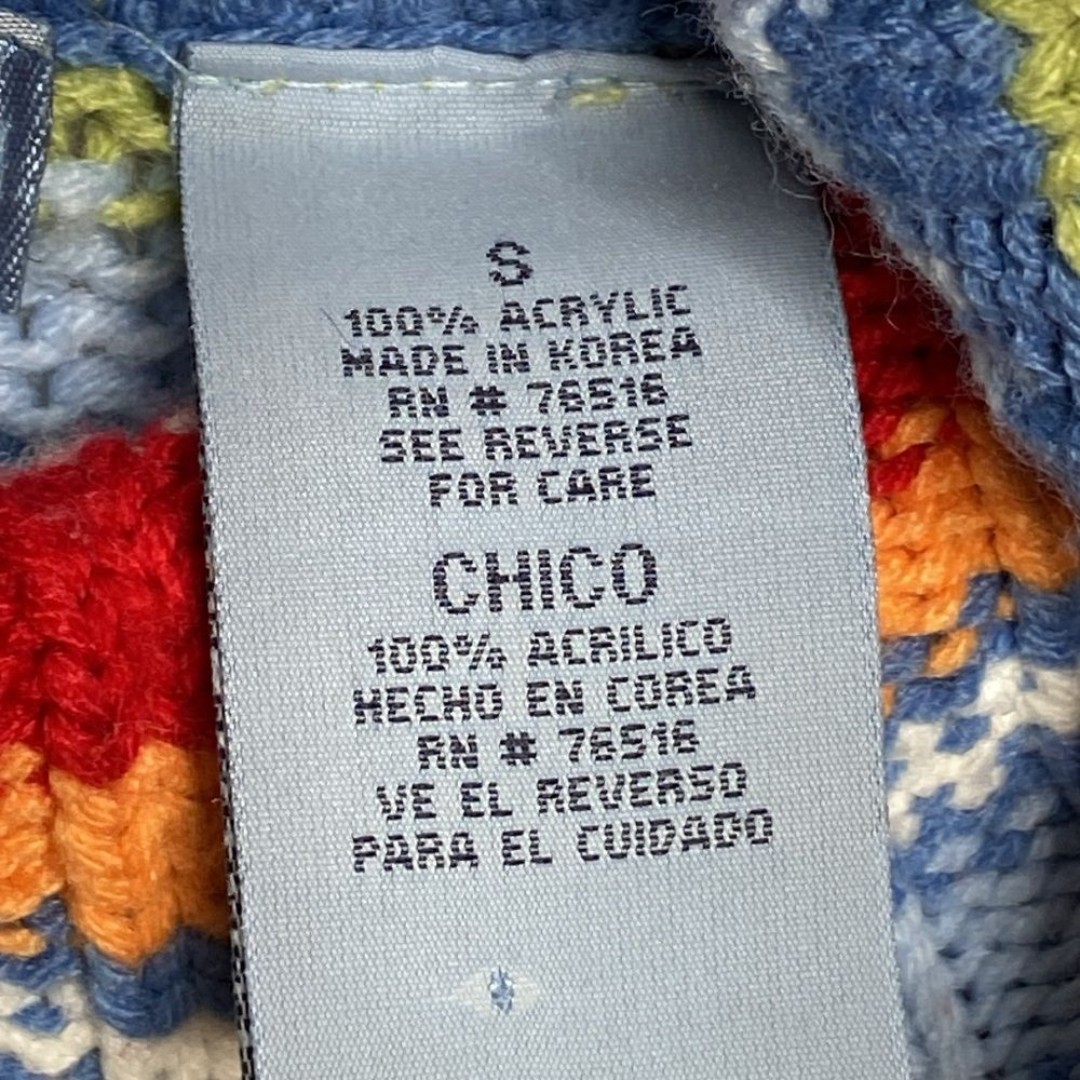 S
100% ACRYLIC
MADE IN KOREA
RN # 76516
SEE REVERSE
FOR CARE
CHICO
100% ACRILICO
HECHO EN COREA
RN # 76516
VE EL REVERSO
PARA EL CUIDADO